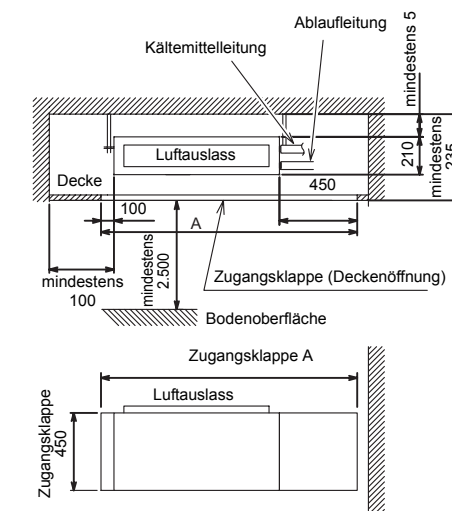 Ablaufleitung
Kältemittelleitung
mindestens 5
Luftauslass
210
mindestens
235
Decke
450
100
A
mindestens
100
mindestens
2.500
Zugangsklappe (Deckenöffnung)
Bodenoberfläche
Zugangsklappe A
Luftauslass
Zugangsklappe
450